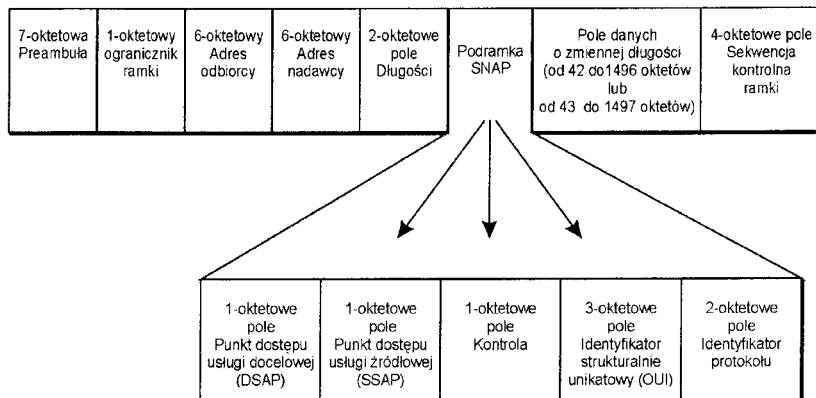 7-oktetowa
Preambuła
1-oktetowy
ogranicznik
ramki
6-oktetowy
Adres
odbiorcy
6-oktetowy
Adres
nadawcy
2-oktetowe
pole
Długości
Podramka
SNAP
Pole danych
o zmiennej długości
(od 42 do1496 oktetów
lub
od 43 do 1497 oktetów)
4-oktetowe pole
Sekwencja
kontrolna
ramki
1-oktetowe
pole
Punkt dostępu
usługi docelowej
(DSAP)
1-oktetowe
pole
Punkt dostępu
usługi źródłowej
(SSAP)
1-oktetowe
pole
Kontrola
3-oktetowe
pole
Identyfikator
strukturalnie
unikatowy (OUI)
2-oktetowe
pole
Identyfikator
protokołu